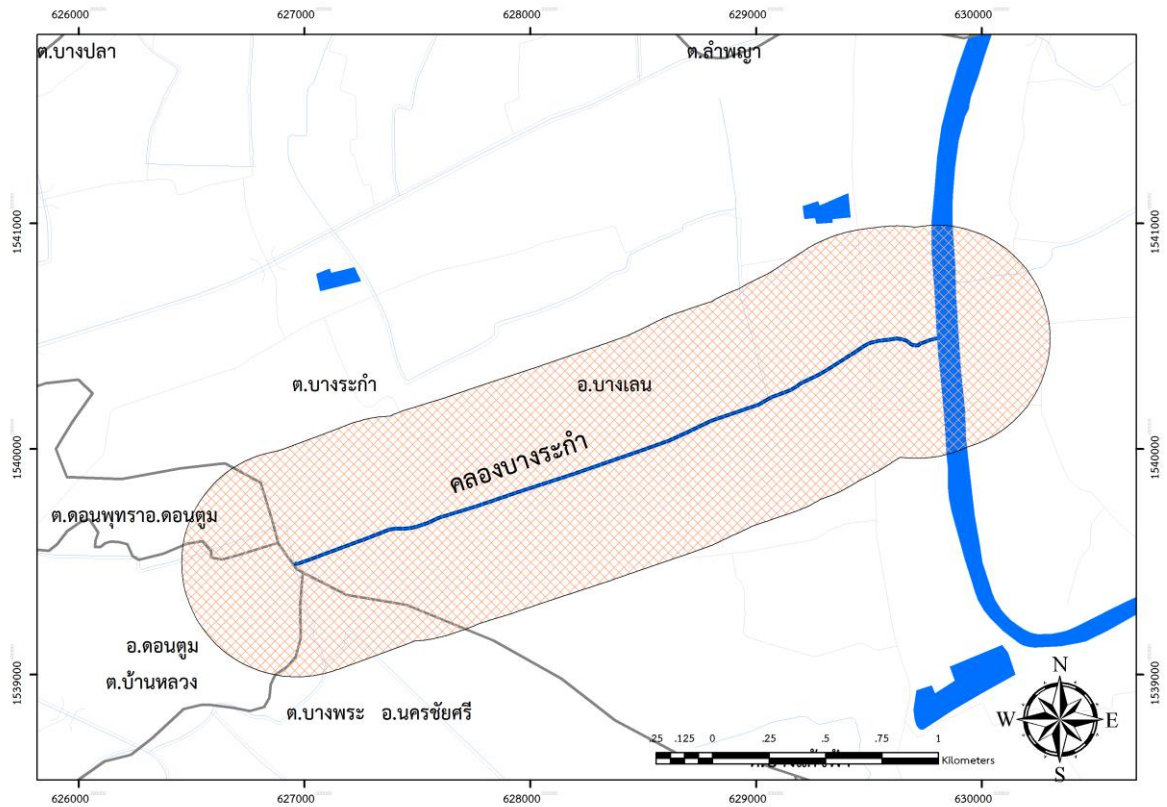 626000 627000 628000 629000 630000
ต.บางปลา ต.ลำพญา
1541000 1541000
ต.บางระกำ อ.บางเลน
คลองบางระกำ
1540000 1540000
ต.ดอนพุทราอ.ดอนตูม
อ.ดอนตูม
ต.บ้านหลวง
1539000 1539000
ต.บางพระ อ.นครชัยศรี
N
W E
S
.25 .125 0 .25 .5 .75 1
Kilometers
626000 627000 628000 629000 630000